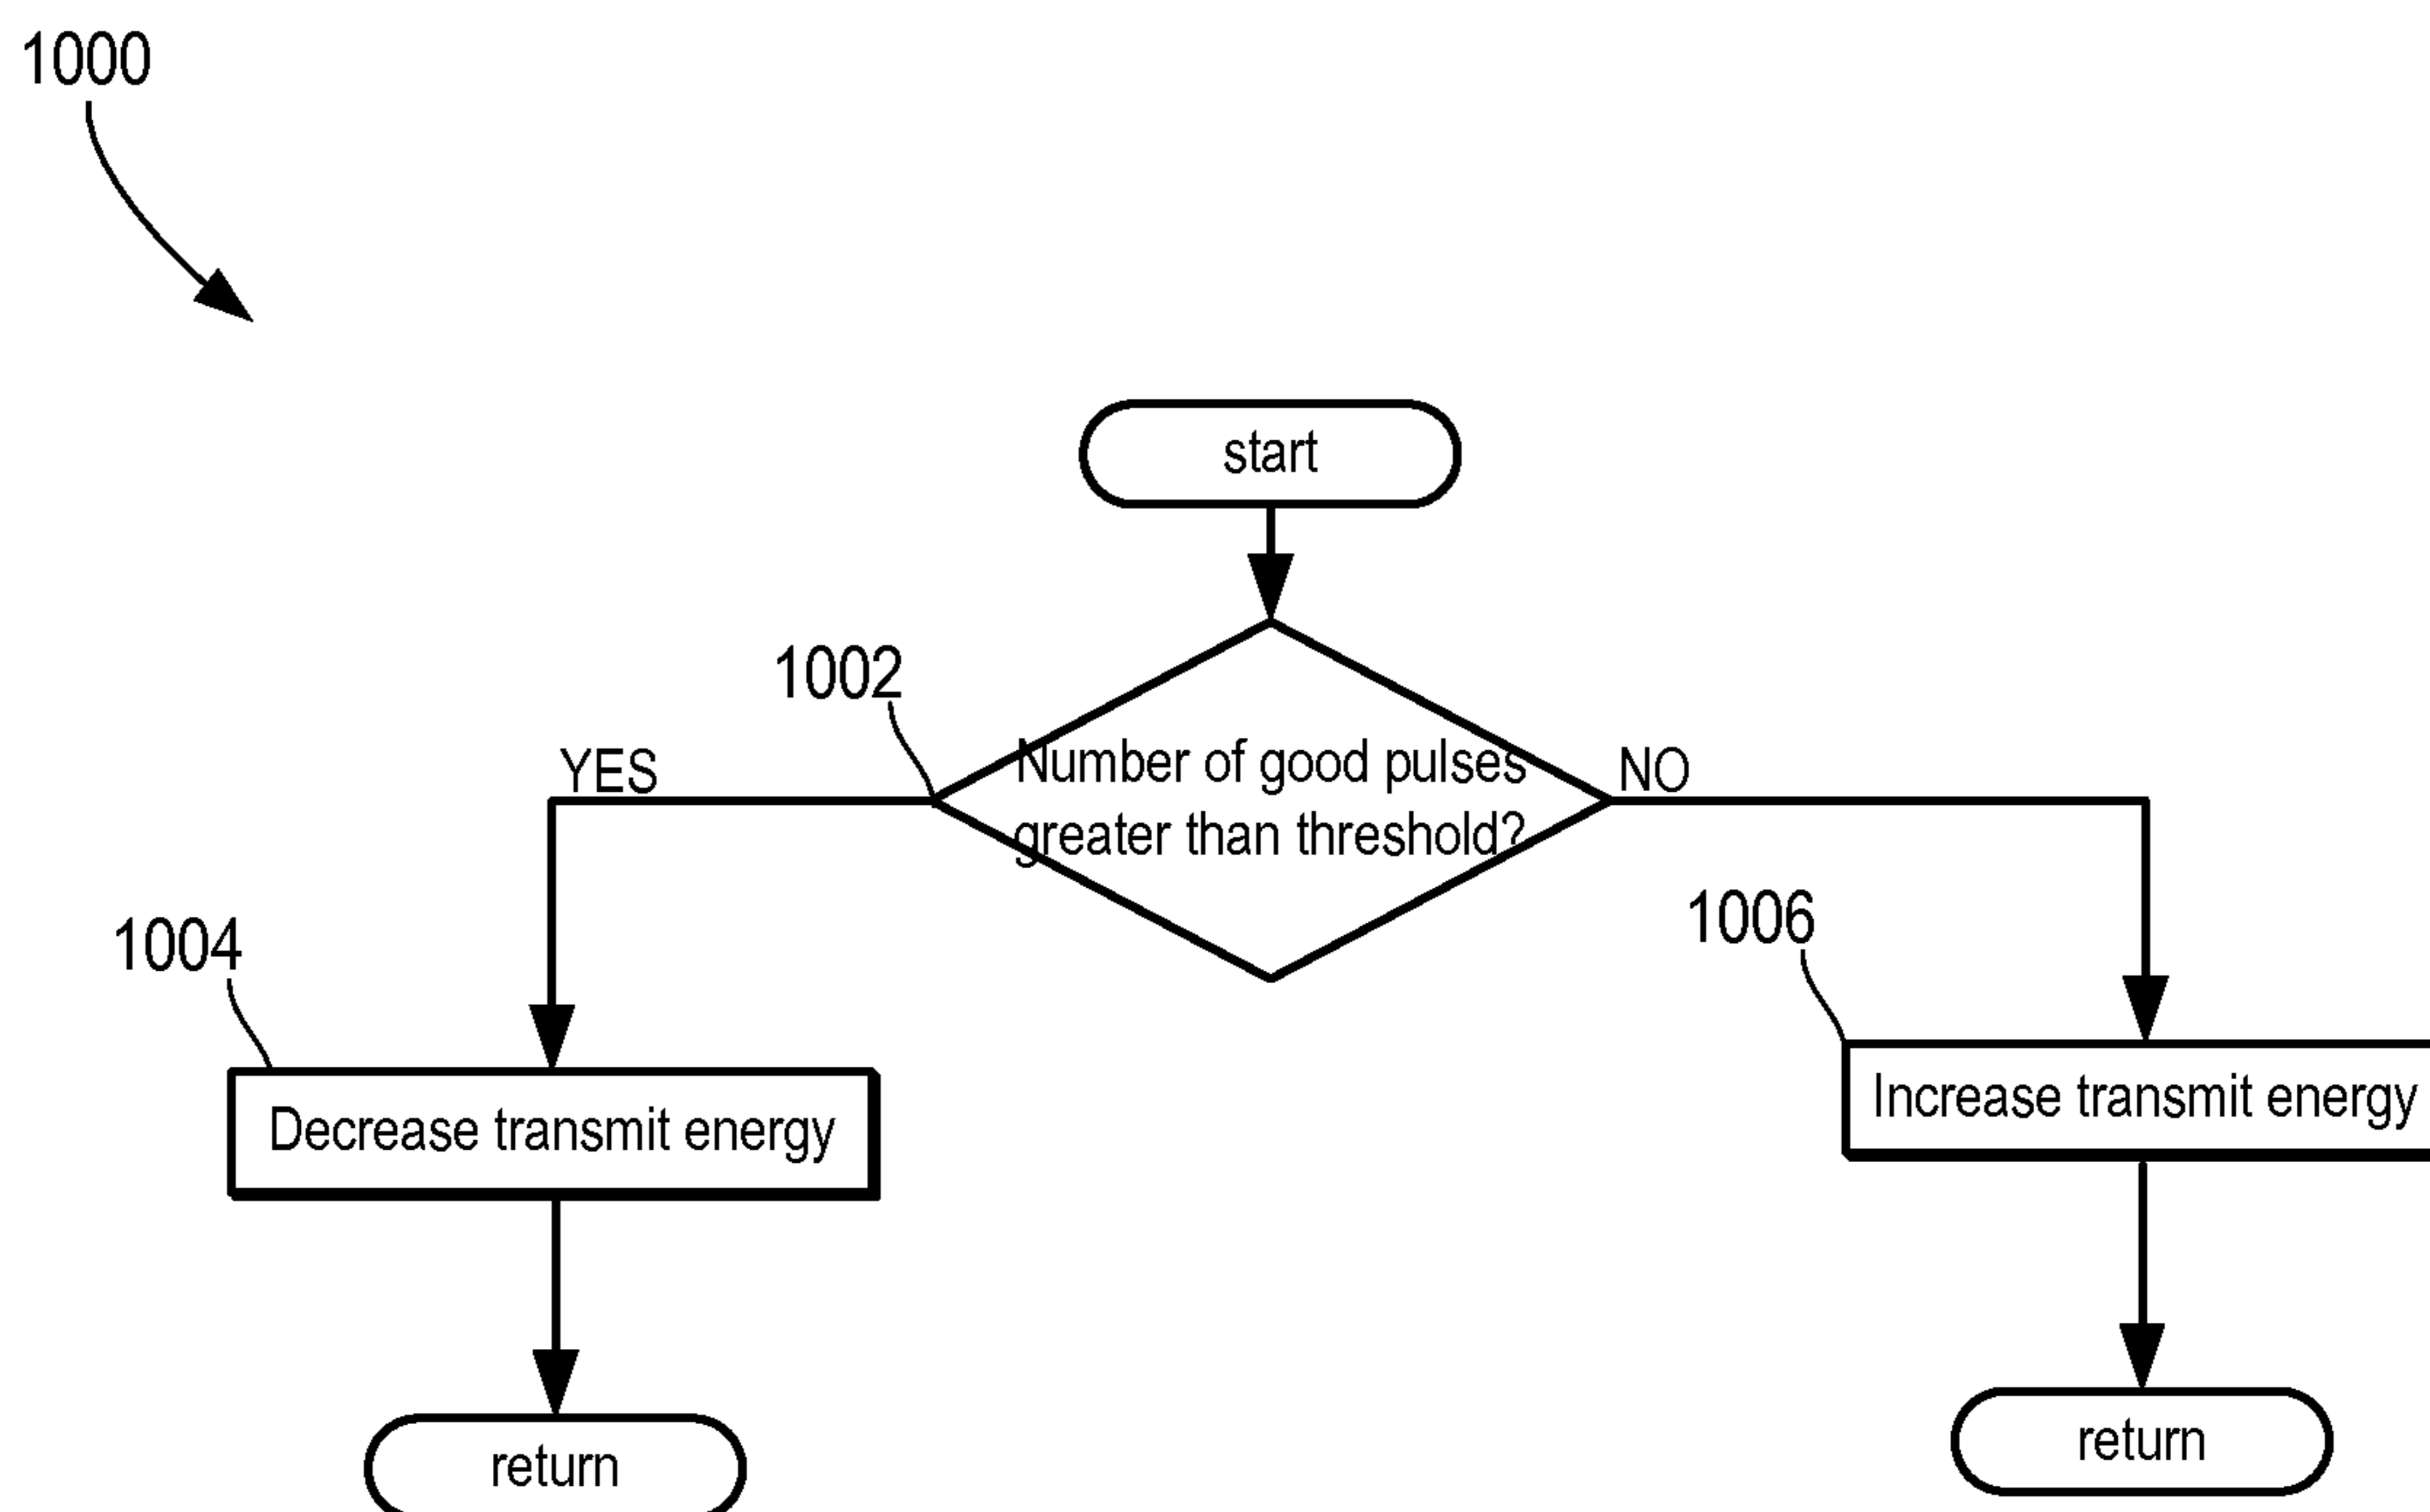 1000
start
1002
YES
Number of good pulses
greater than threshold?
NO
1004
1006
Decrease transmit energy
Increase transmit energy
return
return